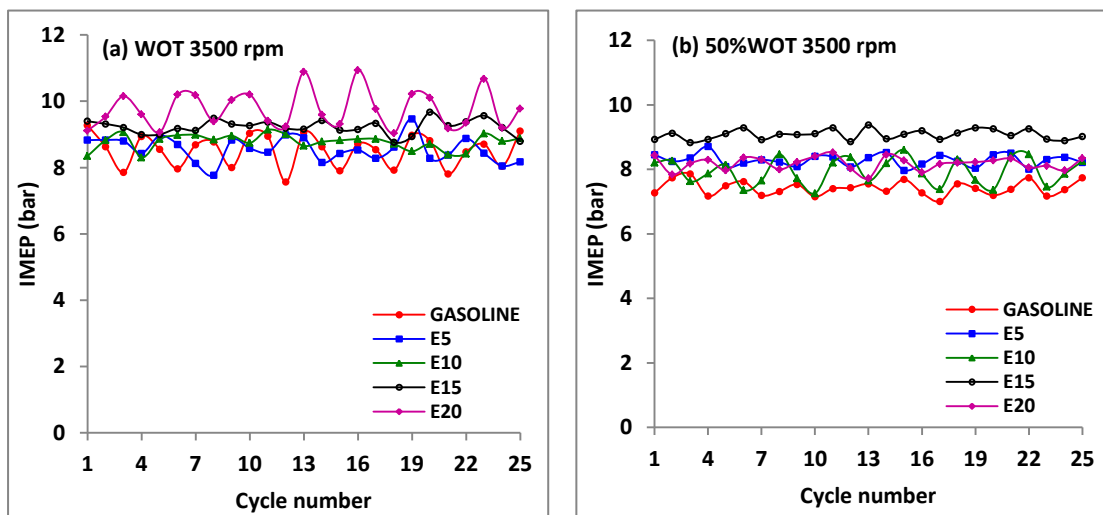 (a) WOT 3500 rpm
12
10
8
6
4
2
0
IMEP (bar)
GASOLINE
E5
E10
E15
E20
1 4 7 10 13 16 19 22 25
Cycle number
(b) 50%WOT 3500 rpm
12
10
8
6
4
2
0
IMEP (bar)
GASOLINE
E5
E10
E15
E20
1 4 7 10 13 16 19 22 25
Cycle number